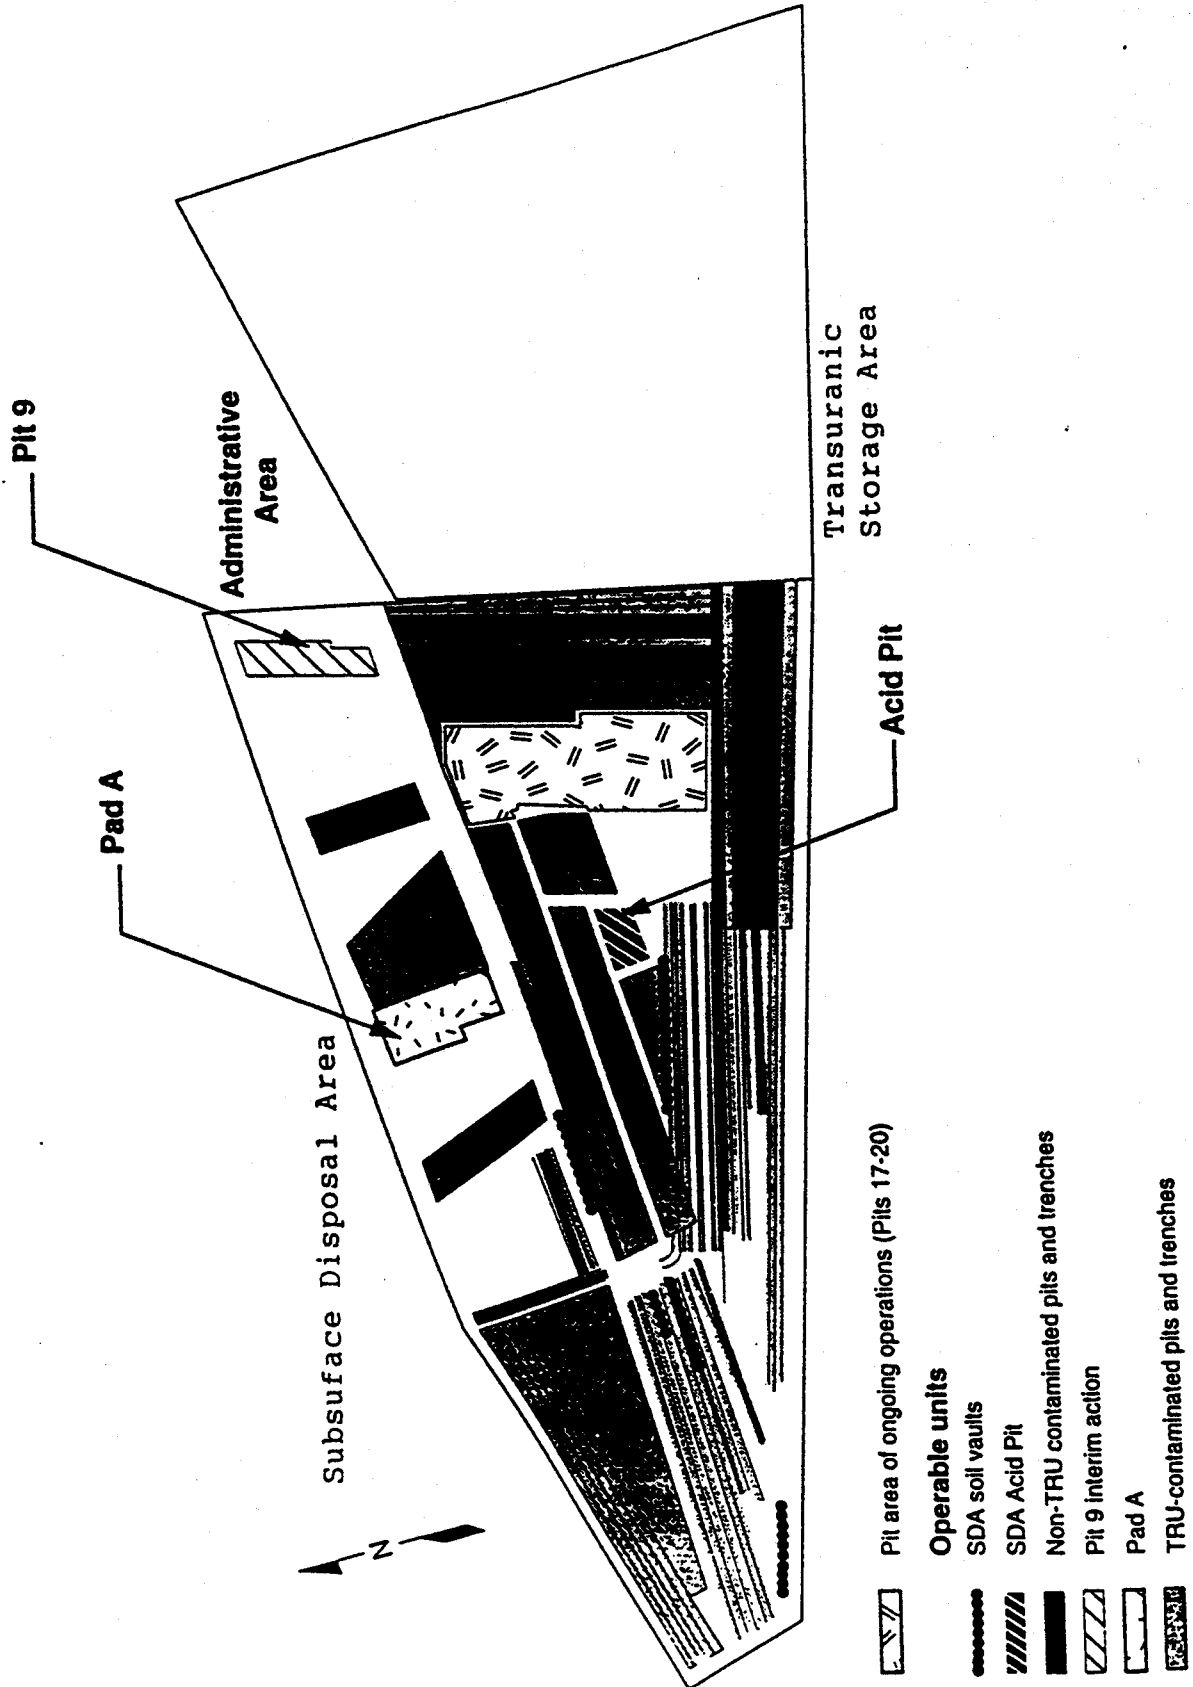 Pit 9
Administrative
Area
Pad A
Subsuface Disposal Area
Transuranic
Storage Area
Acid Pit
N
Pit area of ongoing operations (Pits 17-20)
Operable units
SDA soil vaults
SDA Acid Pit
Non-TRU contaminated pits and trenches
Pit 9 interim action
Pad A
TRU-contaminated pits and trenches